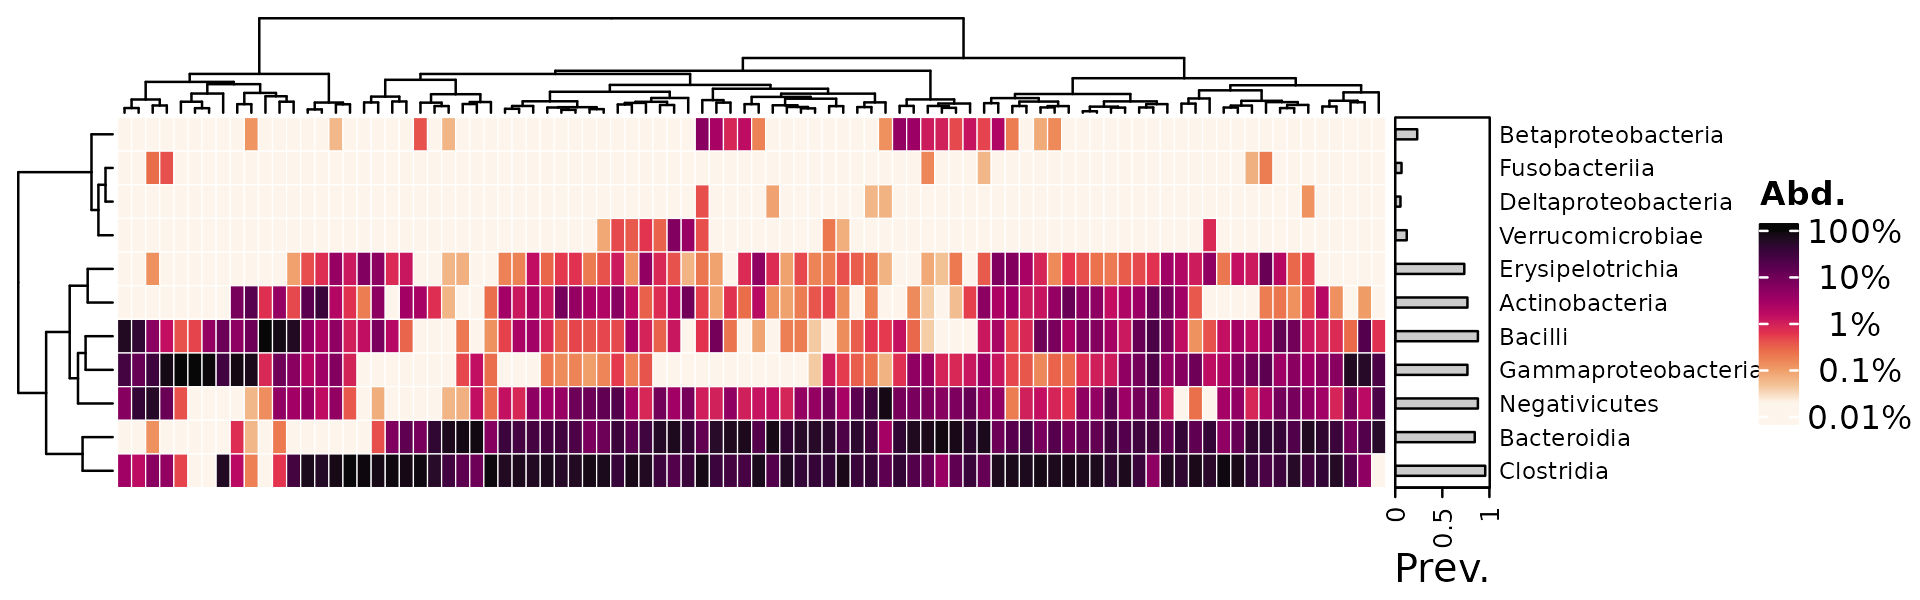 Betaproteobacteria
Fusobacteriia
Deltaproteobacteria
Verrucomicrobiae
Erysipelotrichia
Actinobacteria
Bacilli
Gammaproteobacteria
Negativicutes
Bacteroidia
Clostridia
0
0.5
1
Prev.
Abd.
100%
10%
1%
0.1%
0.01%